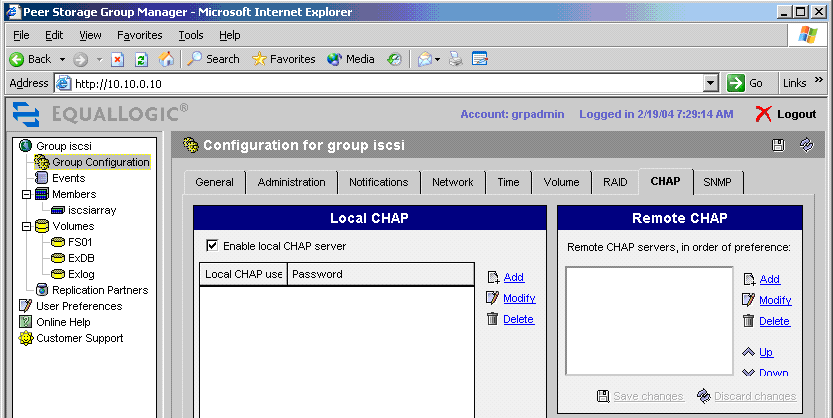 Peer Storage Group Manager - Microsoft Internet Explorer
File Edit View Favorites Tools Help
Back Search Favorites Media
Address http://10.10.0.10 Go Links »
EQUALLOGIC® Account: grpadmin Logged in 2/19/04 7:29:14 AM Logout
Group iscsi
Group Configuration
Events
Members
iscsiarray
Volumes
FS01
ExDB
Exlog
Replication Partners
User Preferences
Online Help
Customer Support
Configuration for group iscsi
General Administration Notifications Network Time Volume RAID CHAP SNMP
Local CHAP
Enable local CHAP server
Local CHAP use Password
Add
Modify
Delete
Remote CHAP
Remote CHAP servers, in order of preference:
Add
Modify
Delete
Up
Down
Save changes Discard changes